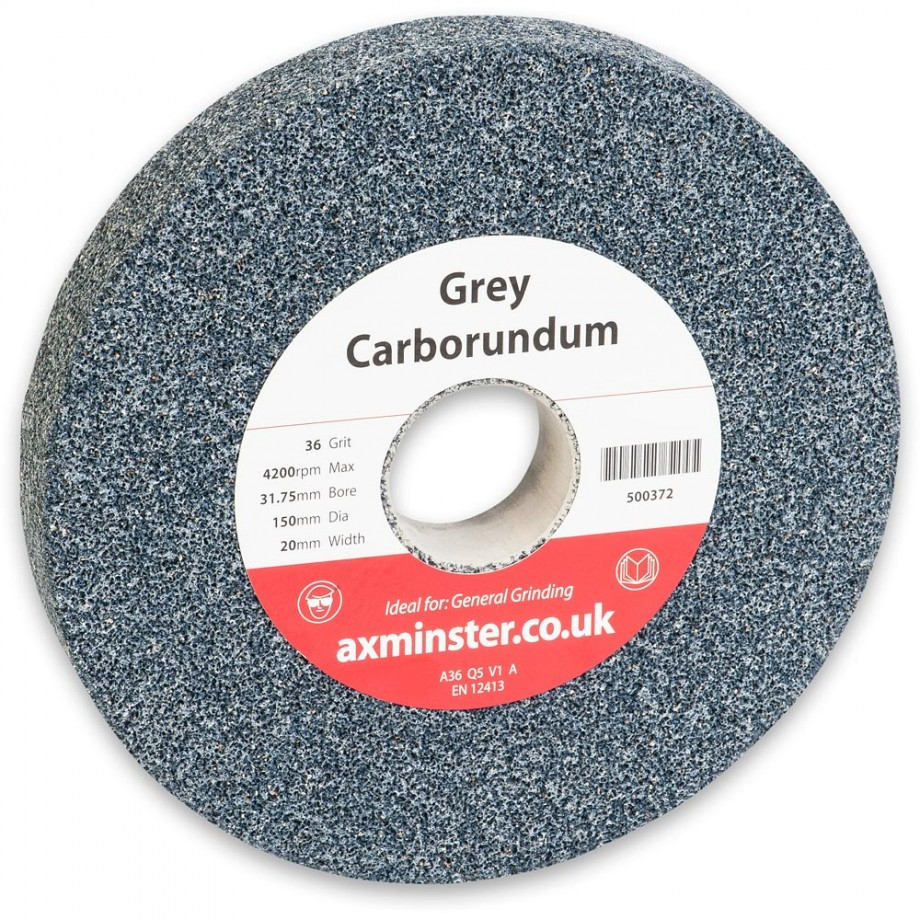 Grey
Carborundum
36 Grit
4200rpm Max
31.75mm Bore
150mm Dia
20mm Width
500372
Ideal for: General Grinding
axminster.co.uk
A36 Q5 V1 A
EN 12413